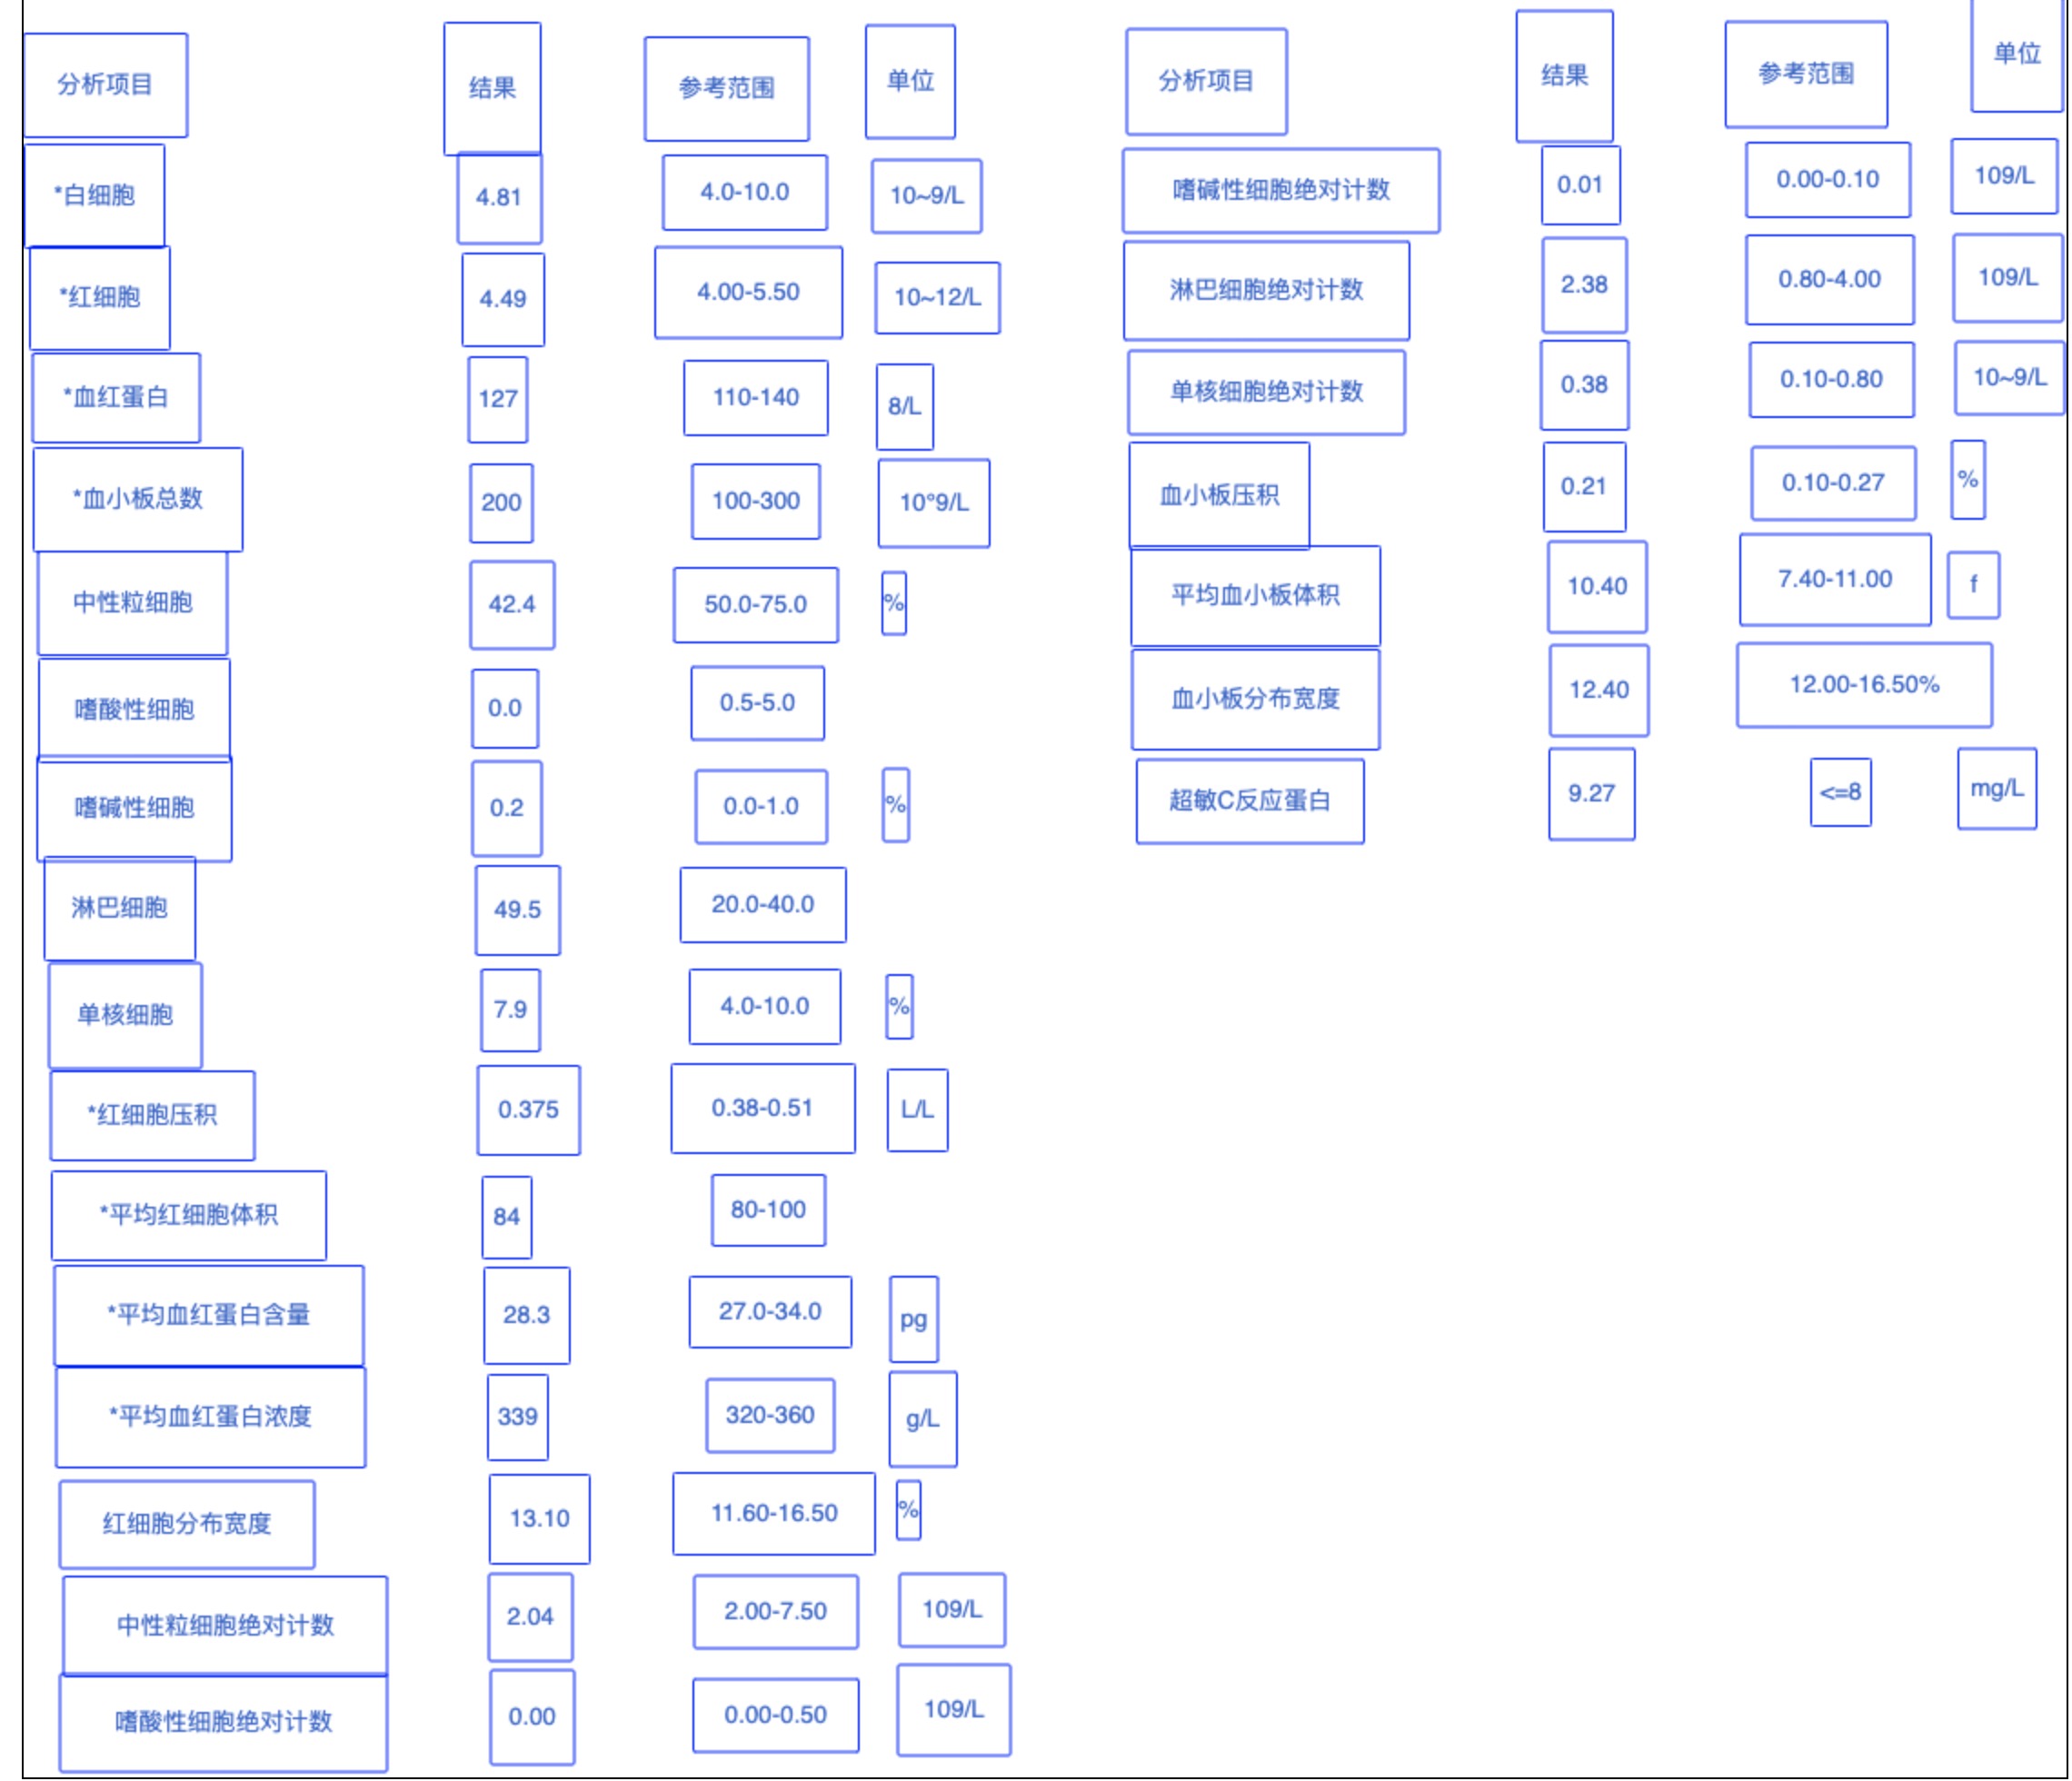 分析项目 结果 参考范围 单位
*白细胞 4.81 4.0-10.0 10~9/L
*红细胞 4.49 4.00-5.50 10~12/L
*血红蛋白 127 110-140 8/L
*血小板总数 200 100-300 10°9/L
中性粒细胞 42.4 50.0-75.0 %
嗜酸性细胞 0.0 0.5-5.0
嗜碱性细胞 0.2 0.0-1.0 %
淋巴细胞 49.5 20.0-40.0
单核细胞 7.9 4.0-10.0 %
*红细胞压积 0.375 0.38-0.51 L/L
*平均红细胞体积 84 80-100
*平均血红蛋白含量 28.3 27.0-34.0 pg
*平均血红蛋白浓度 339 320-360 g/L
红细胞分布宽度 13.10 11.60-16.50 %
中性粒细胞绝对计数 2.04 2.00-7.50 109/L
嗜酸性细胞绝对计数 0.00 0.00-0.50 109/L
分析项目 结果 参考范围 单位
嗜碱性细胞绝对计数 0.01 0.00-0.10 109/L
淋巴细胞绝对计数 2.38 0.80-4.00 109/L
单核细胞绝对计数 0.38 0.10-0.80 10~9/L
血小板压积 0.21 0.10-0.27 %
平均血小板体积 10.40 7.40-11.00 f
血小板分布宽度 12.40 12.00-16.50%
超敏C反应蛋白 9.27 <=8 mg/L